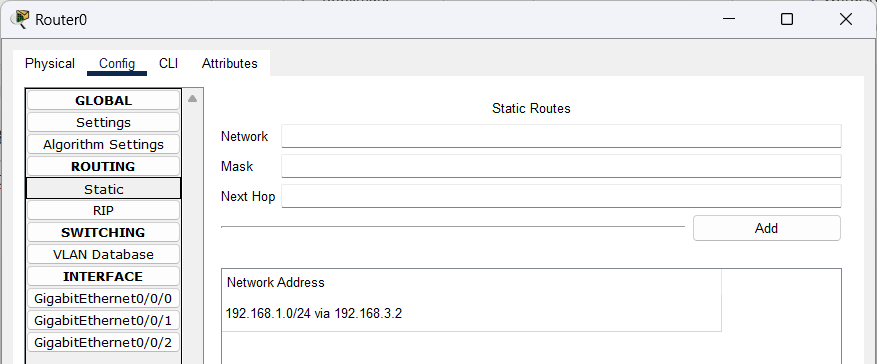 Router0
Physical Config CLI Attributes
GLOBAL
Settings
Algorithm Settings
ROUTING
Static
RIP
SWITCHING
VLAN Database
INTERFACE
GigabitEthernet0/0/0
GigabitEthernet0/0/1
GigabitEthernet0/0/2
Static Routes
Network
Mask
Next Hop
Add
Network Address
192.168.1.0/24 via 192.168.3.2